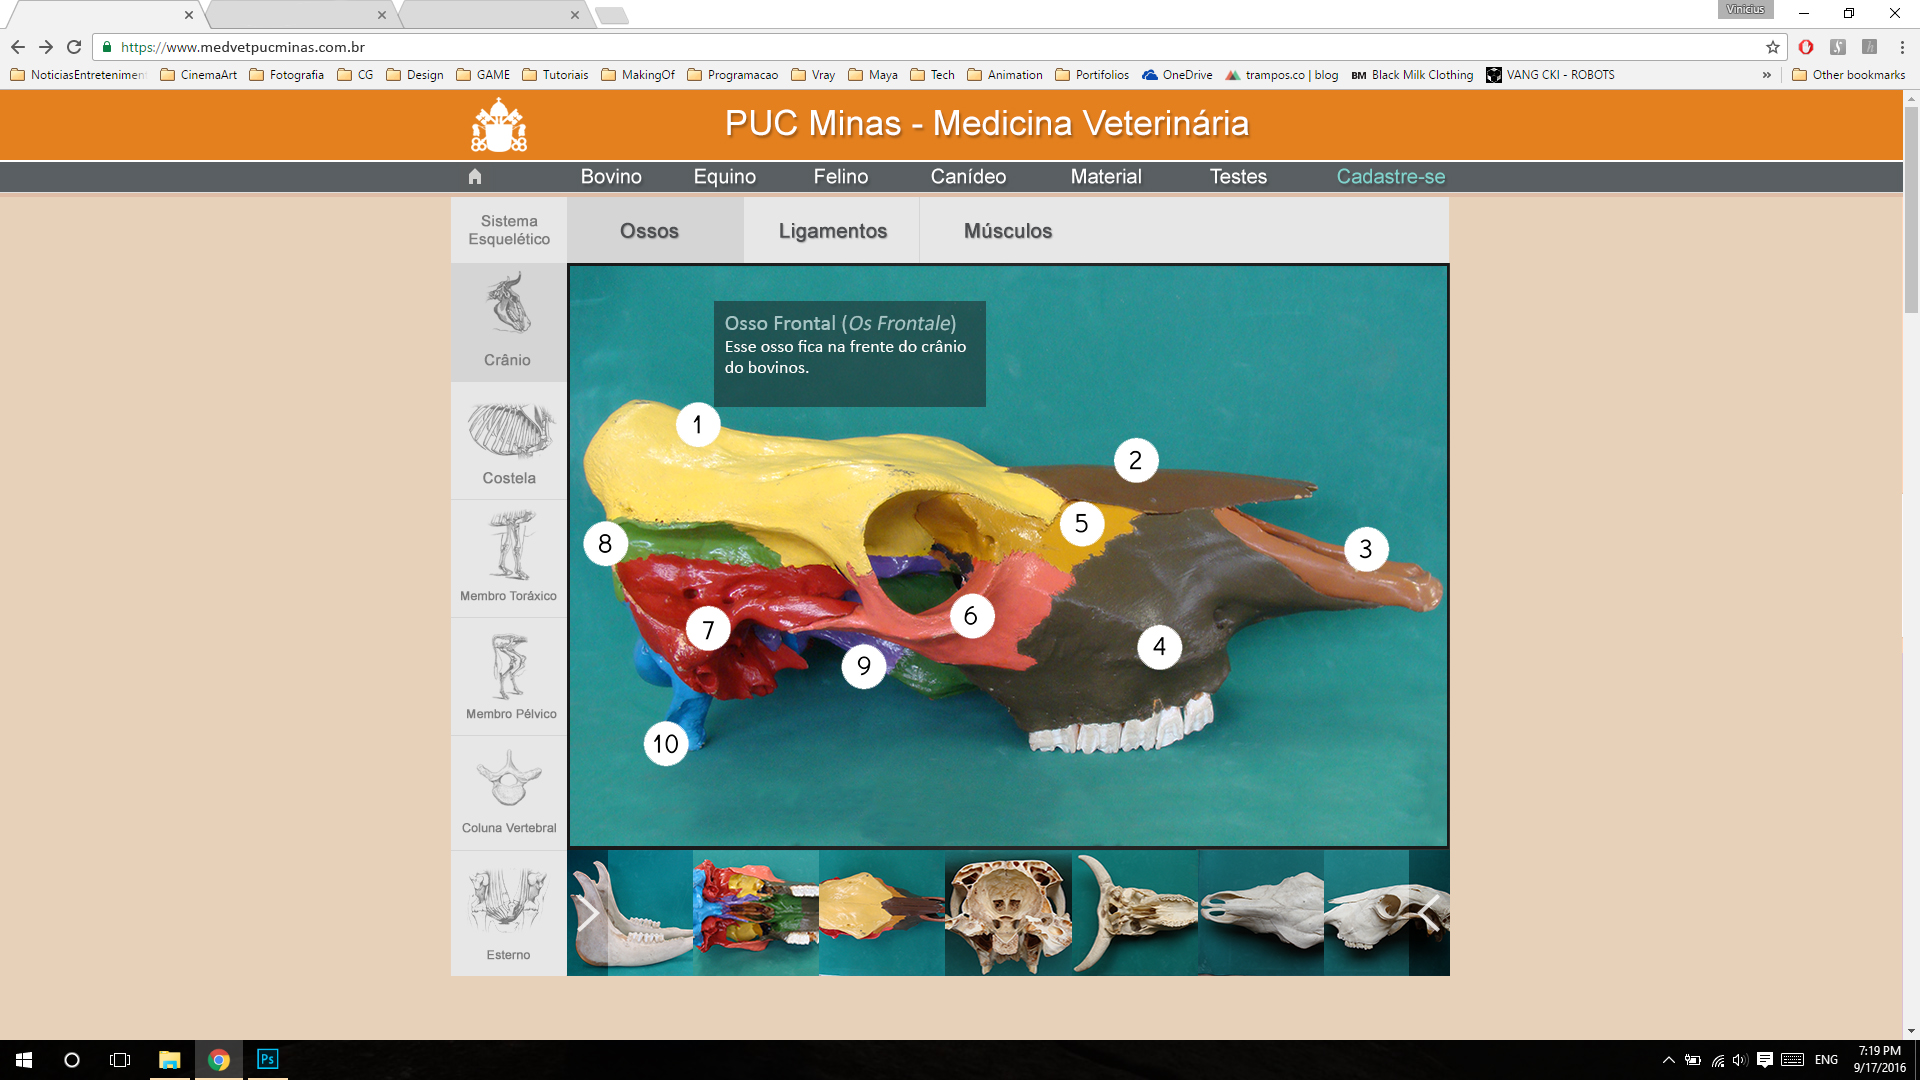 Vinicius
https://www.medvetpucminas.com.br
NoticiasEntretenimen CinemaArt Fotografia CG Design GAME Tutoriais MakingOf Programacao Vray Maya Tech Animation Portifolios OneDrive trampos.co | blog BM Black Milk Clothing VANG CKI - ROBOTS » Other bookmarks
PUC Minas - Medicina Veterinária
Bovino Equino Felino Canídeo Material Testes Cadastre-se
Sistema
Esquelético
Ossos Ligamentos Músculos
Crânio
Costela
Membro Toráxico
Membro Pélvico
Coluna Vertebral
Esterno
Osso Frontal (Os Frontale)
Esse osso fica na frente do crânio
do bovinos.
1
2
5
8
3
6
7
4
9
10
Ps
ENG
7:19 PM
9/17/2016